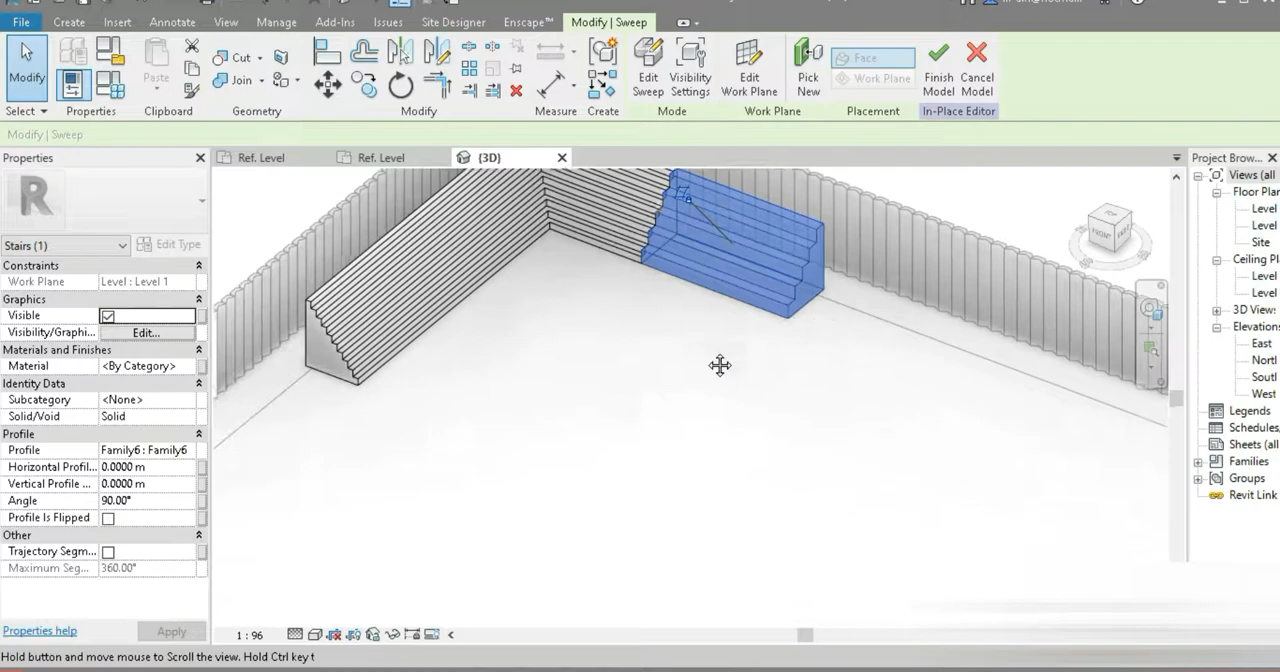 File Create Insert Annotate View Manage Add-Ins Issues Site Designer Enscape™ Modify | Sweep
Modify
Paste
Cut
Join
Edit Sweep
Visibility Settings
Edit Work Plane
Pick New
Face
Work Plane
Finish Model
Cancel Model
Select Properties Clipboard Geometry Modify Measure Create Mode Work Plane Placement In-Place Editor
Modify | Sweep
Properties
Ref. Level
Ref. Level
{3D}
Project Brow...
R
Stairs (1)
Edit Type
Constraints
Work Plane Level : Level 1
Graphics
Visible
Visibility/Graphi... Edit...
Materials and Finishes
Material <By Category>
Identity Data
Subcategory <None>
Solid/Void Solid
Profile
Profile Family6 : Family6
Horizontal Profil... 0.0000 m
Vertical Profile ... 0.0000 m
Angle 90.00°
Profile Is Flipped
Other
Trajectory Segm...
Maximum Seg... 360.00°
Properties help
Apply
TOP
FRONT
Views (all
Floor Plan
Level
Level
Site
Ceiling Pl
Level
Level
3D View:
Elevations
East
Nortl
Soutl
West
Legends
Schedules,
Sheets (all
Families
Groups
Revit Link
1 : 96
Hold button and move mouse to Scroll the view. Hold Ctrl key t